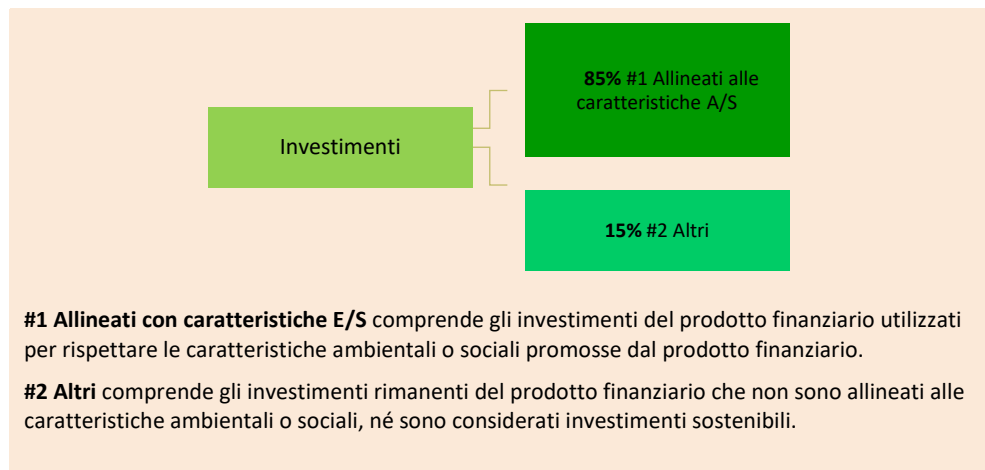 85% #1 Allineati alle
caratteristiche A/S
Investimenti
15% #2 Altri
#1 Allineati con caratteristiche E/S comprende gli investimenti del prodotto finanziario utilizzati
per rispettare le caratteristiche ambientali o sociali promosse dal prodotto finanziario.
#2 Altri comprende gli investimenti rimanenti del prodotto finanziario che non sono allineati alle
caratteristiche ambientali o sociali, né sono considerati investimenti sostenibili.